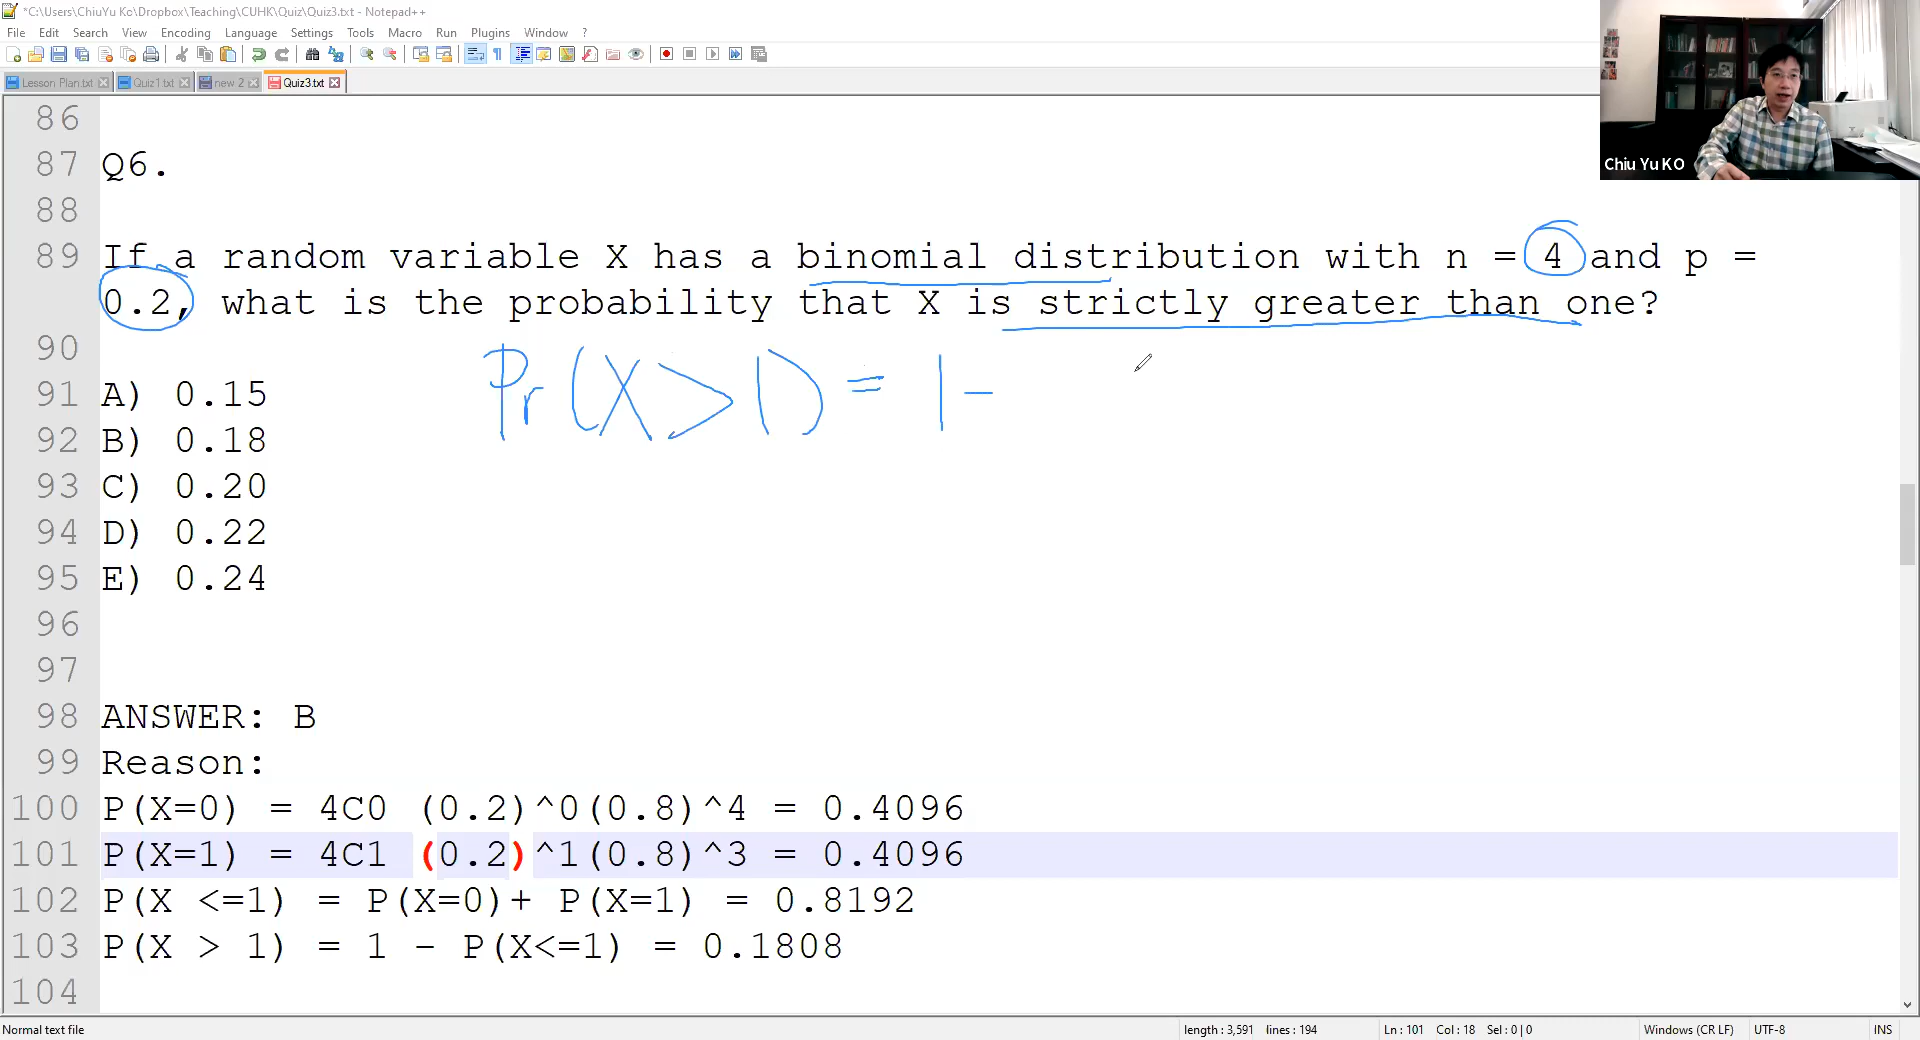 *C:\Users\ChiuYu Ko\Dropbox\Teaching\CUHK\Quiz\Quiz3.txt - Notepad++
File Edit Search View Encoding Language Settings Tools Macro Run Plugins Window ?
Lesson Plan.txt Quiz1.txt new 2 Quiz3.txt
Chiu Yu KO
86
87 Q6.
88
89 If a random variable X has a binomial distribution with n = 4 and p =
0.2, what is the probability that X is strictly greater than one?
90
Pr(X>1) = 1 -
91 A) 0.15
92 B) 0.18
93 C) 0.20
94 D) 0.22
95 E) 0.24
96
97
98 ANSWER: B
99 Reason:
100 P(X=0) = 4C0 (0.2)^0(0.8)^4 = 0.4096
101 P(X=1) = 4C1 (0.2)^1(0.8)^3 = 0.4096
102 P(X <=1) = P(X=0)+ P(X=1) = 0.8192
103 P(X > 1) = 1 - P(X<=1) = 0.1808
104
Normal text file length : 3,591 lines : 194 Ln : 101 Col : 18 Sel : 0 | 0 Windows (CR LF) UTF-8 INS